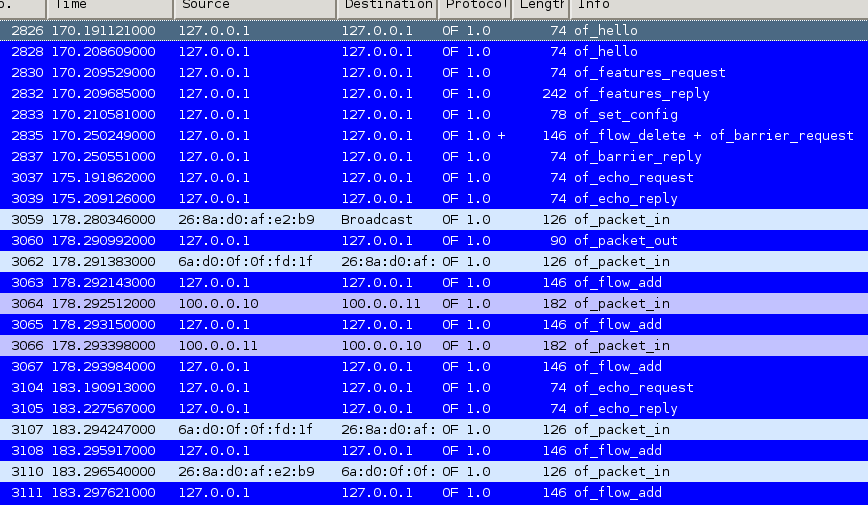 o. Time Source Destination Protocol Length Info
2826 170.191121000 127.0.0.1 127.0.0.1 OF 1.0 74 of_hello
2828 170.208609000 127.0.0.1 127.0.0.1 OF 1.0 74 of_hello
2830 170.209529000 127.0.0.1 127.0.0.1 OF 1.0 74 of_features_request
2832 170.209685000 127.0.0.1 127.0.0.1 OF 1.0 242 of_features_reply
2833 170.210581000 127.0.0.1 127.0.0.1 OF 1.0 78 of_set_config
2835 170.250249000 127.0.0.1 127.0.0.1 OF 1.0 + 146 of_flow_delete + of_barrier_request
2837 170.250551000 127.0.0.1 127.0.0.1 OF 1.0 74 of_barrier_reply
3037 175.191862000 127.0.0.1 127.0.0.1 OF 1.0 74 of_echo_request
3039 175.209126000 127.0.0.1 127.0.0.1 OF 1.0 74 of_echo_reply
3059 178.280346000 26:8a:d0:af:e2:b9 Broadcast OF 1.0 126 of_packet_in
3060 178.290992000 127.0.0.1 127.0.0.1 OF 1.0 90 of_packet_out
3062 178.291383000 6a:d0:0f:0f:fd:1f 26:8a:d0:af: OF 1.0 126 of_packet_in
3063 178.292143000 127.0.0.1 127.0.0.1 OF 1.0 146 of_flow_add
3064 178.292512000 100.0.0.10 100.0.0.11 OF 1.0 182 of_packet_in
3065 178.293150000 127.0.0.1 127.0.0.1 OF 1.0 146 of_flow_add
3066 178.293398000 100.0.0.11 100.0.0.10 OF 1.0 182 of_packet_in
3067 178.293984000 127.0.0.1 127.0.0.1 OF 1.0 146 of_flow_add
3104 183.190913000 127.0.0.1 127.0.0.1 OF 1.0 74 of_echo_request
3105 183.227567000 127.0.0.1 127.0.0.1 OF 1.0 74 of_echo_reply
3107 183.294247000 6a:d0:0f:0f:fd:1f 26:8a:d0:af: OF 1.0 126 of_packet_in
3108 183.295917000 127.0.0.1 127.0.0.1 OF 1.0 146 of_flow_add
3110 183.296540000 26:8a:d0:af:e2:b9 6a:d0:0f:0f: OF 1.0 126 of_packet_in
3111 183.297621000 127.0.0.1 127.0.0.1 OF 1.0 146 of_flow_add